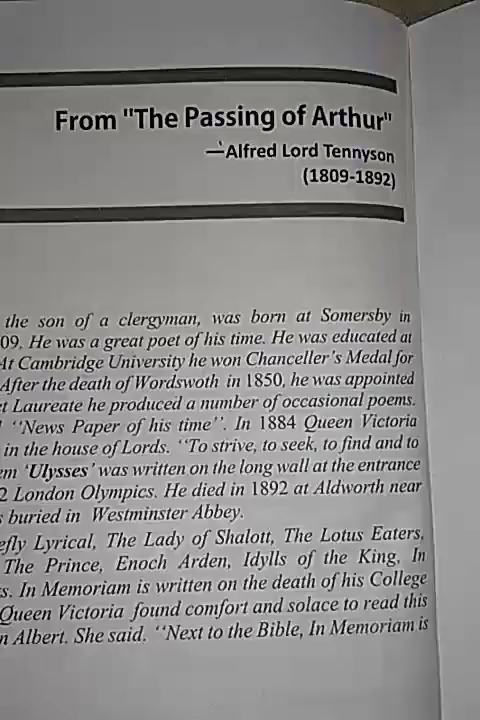 From "The Passing of Arthur"
—Alfred Lord Tennyson
(1809-1892)
the son of a clergyman, was born at Somersby in
09. He was a great poet of his time. He was educated at
At Cambridge University he won Chanceller's Medal for
After the death of Wordswoth in 1850, he was appointed
t Laureate he produced a number of occasional poems.
"News Paper of his time". In 1884 Queen Victoria
in the house of Lords. "To strive, to seek, to find and to
em 'Ulysses' was written on the long wall at the entrance
2 London Olympics. He died in 1892 at Aldworth near
s buried in Westminster Abbey.
efly Lyrical, The Lady of Shalott, The Lotus Eaters,
The Prince, Enoch Arden, Idylls of the King, In
s. In Memoriam is written on the death of his College
Queen Victoria found comfort and solace to read this
n Albert. She said. "Next to the Bible, In Memoriam is